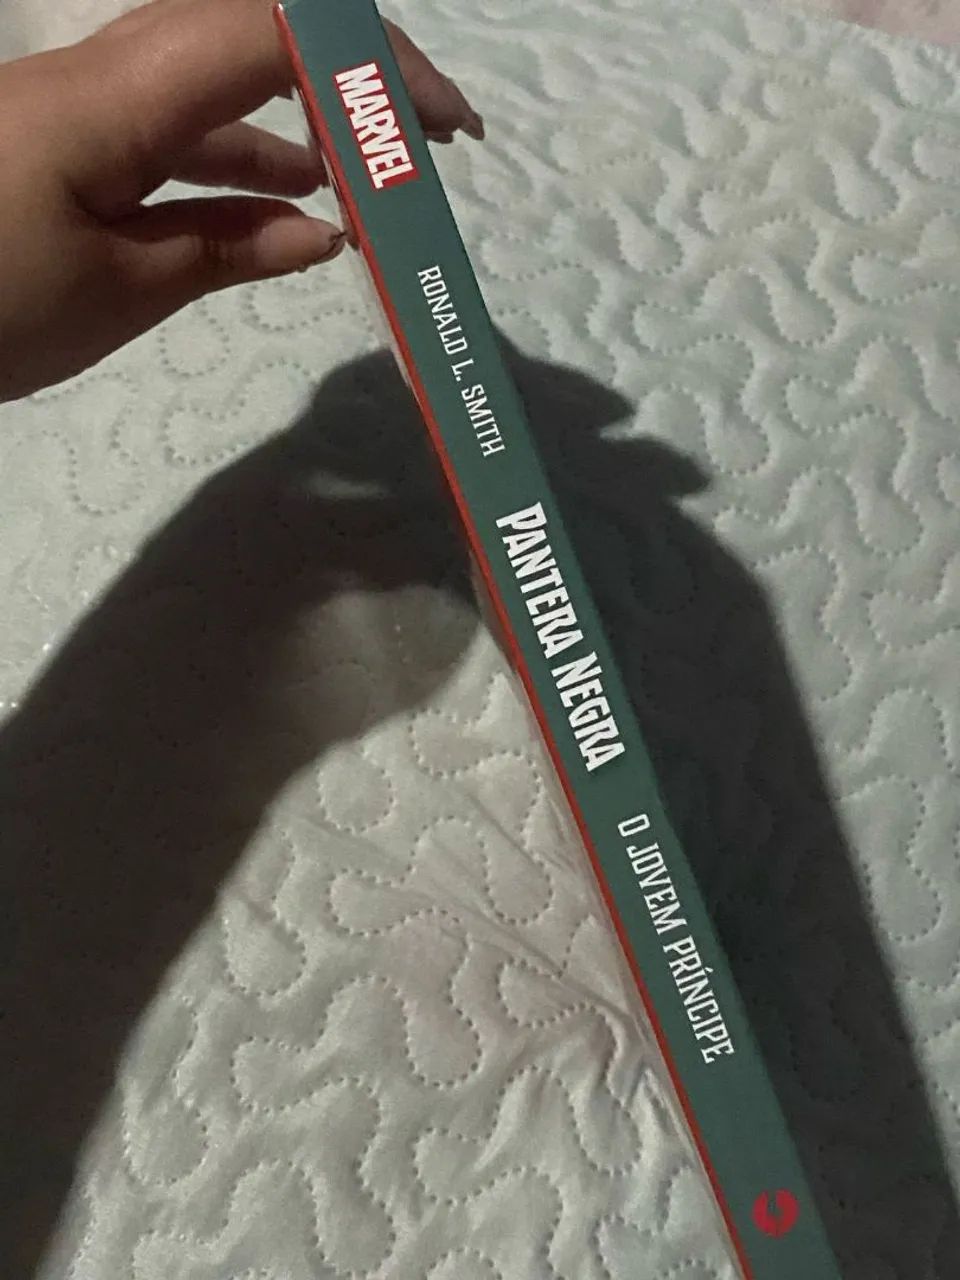 MARVEL
RONALD L. SMITH
PANTERA NEGRA
O JOVEM PRÍNCIPE